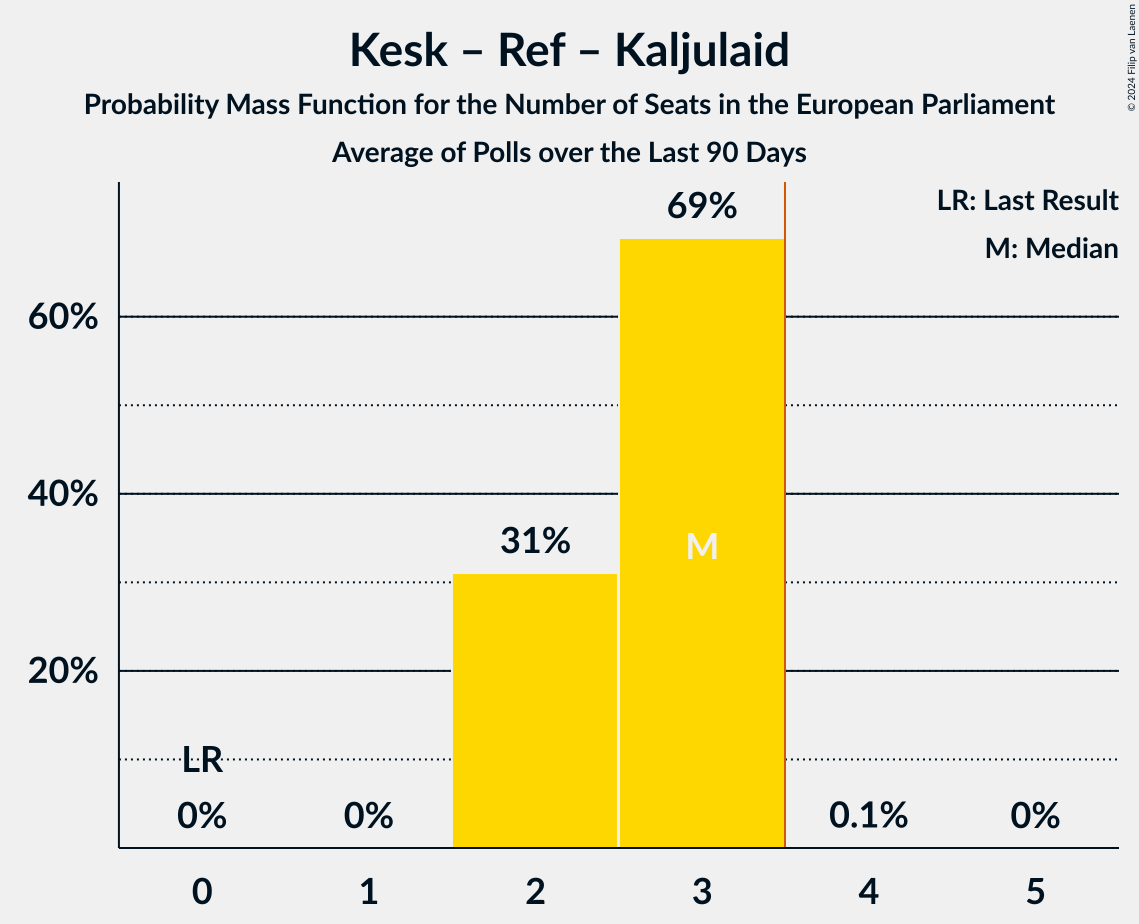 Kesk – Ref – Kaljulaid
Probability Mass Function for the Number of Seats in the European Parliament
Average of Polls over the Last 90 Days
© 2024 Filip van Laenen
LR: Last Result
M: Median
69%
60%
40%
31%
M
20%
LR
0%
0%
0.1%
0%
0
1
2
3
4
5